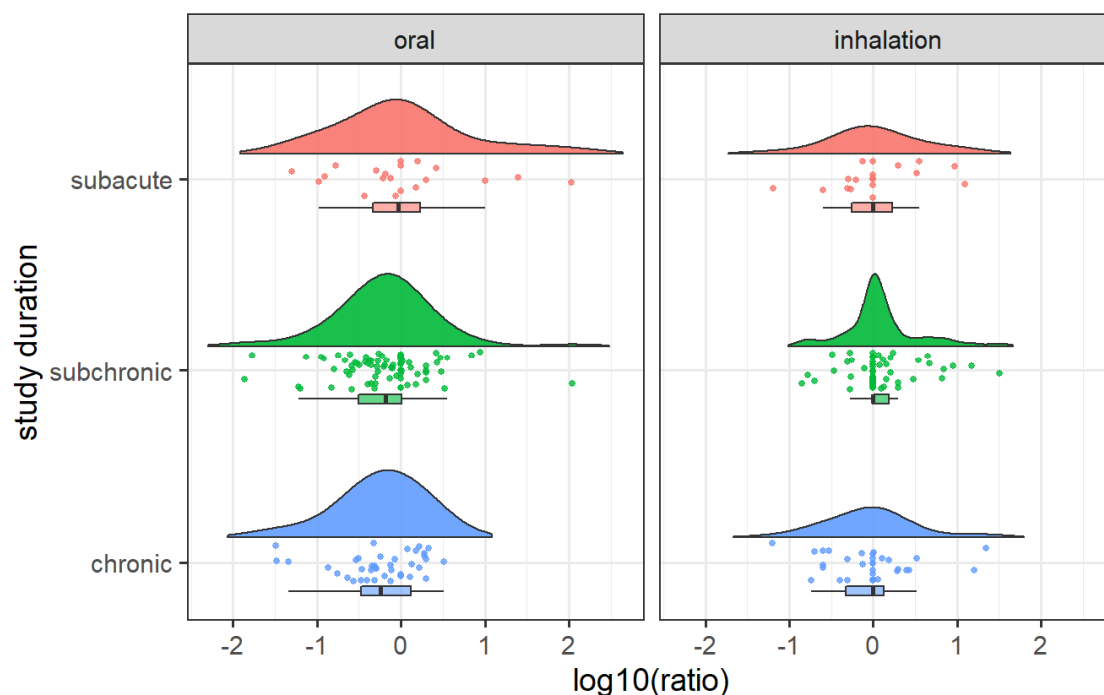 oral
inhalation
study duration
subacute
subchronic
chronic
-2 -1 0 1 2
-2 -1 0 1 2
log10(ratio)